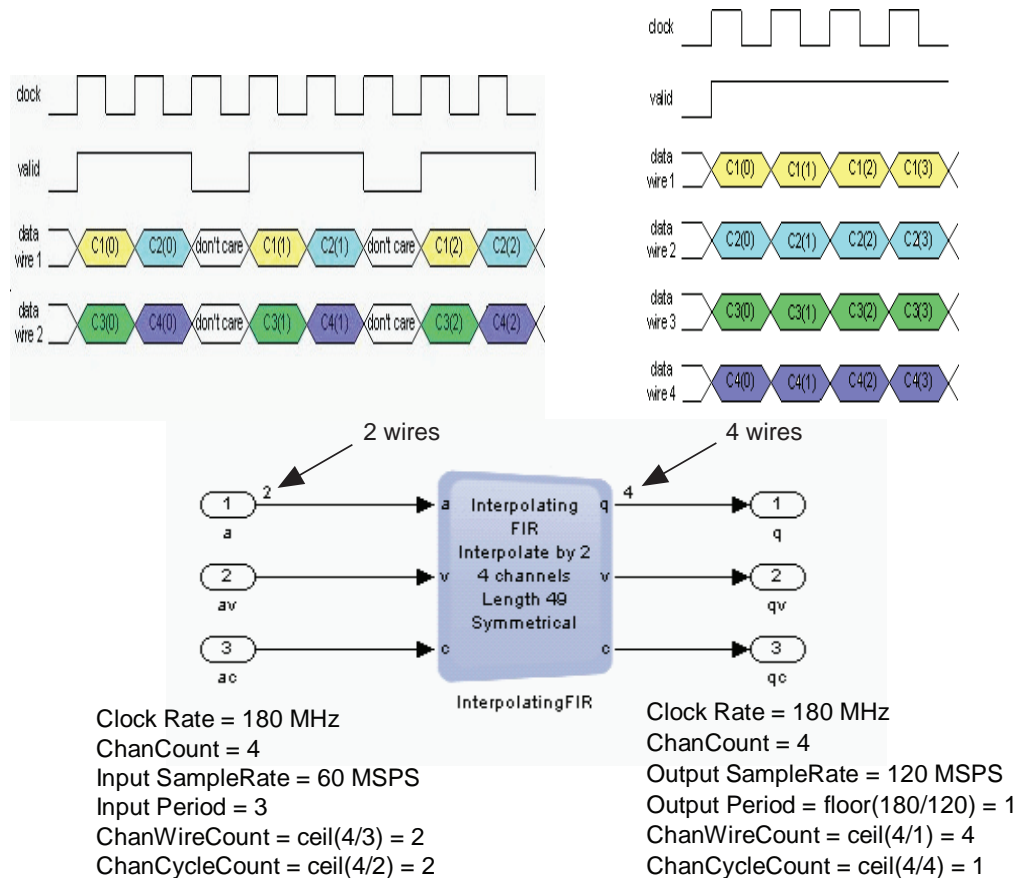 clock
valid
data wire 1
C1(0) C2(0) don't care C1(1) C2(1) don't care C1(2) C2(2)
data wire 2
C3(0) C4(0) don't care C3(1) C4(1) don't care C3(2) C4(2)
clock
valid
data wire 1
C1(0) C1(1) C1(2) C1(3)
data wire 2
C2(0) C2(1) C2(2) C2(3)
data wire 3
C3(0) C3(1) C3(2) C3(3)
data wire 4
C4(0) C4(1) C4(2) C4(3)
2 wires
4 wires
1
a
2
2
av
3
ac
a
v
c
Interpolating
FIR
Interpolate by 2
4 channels
Length 49
Symmetrical
q
v
c
InterpolatingFIR
4
1
q
2
qv
3
qc
Clock Rate = 180 MHz
ChanCount = 4
Input SampleRate = 60 MSPS
Input Period = 3
ChanWireCount = ceil(4/3) = 2
ChanCycleCount = ceil(4/2) = 2
Clock Rate = 180 MHz
ChanCount = 4
Output SampleRate = 120 MSPS
Output Period = floor(180/120) = 1
ChanWireCount = ceil(4/1) = 4
ChanCycleCount = ceil(4/4) = 1